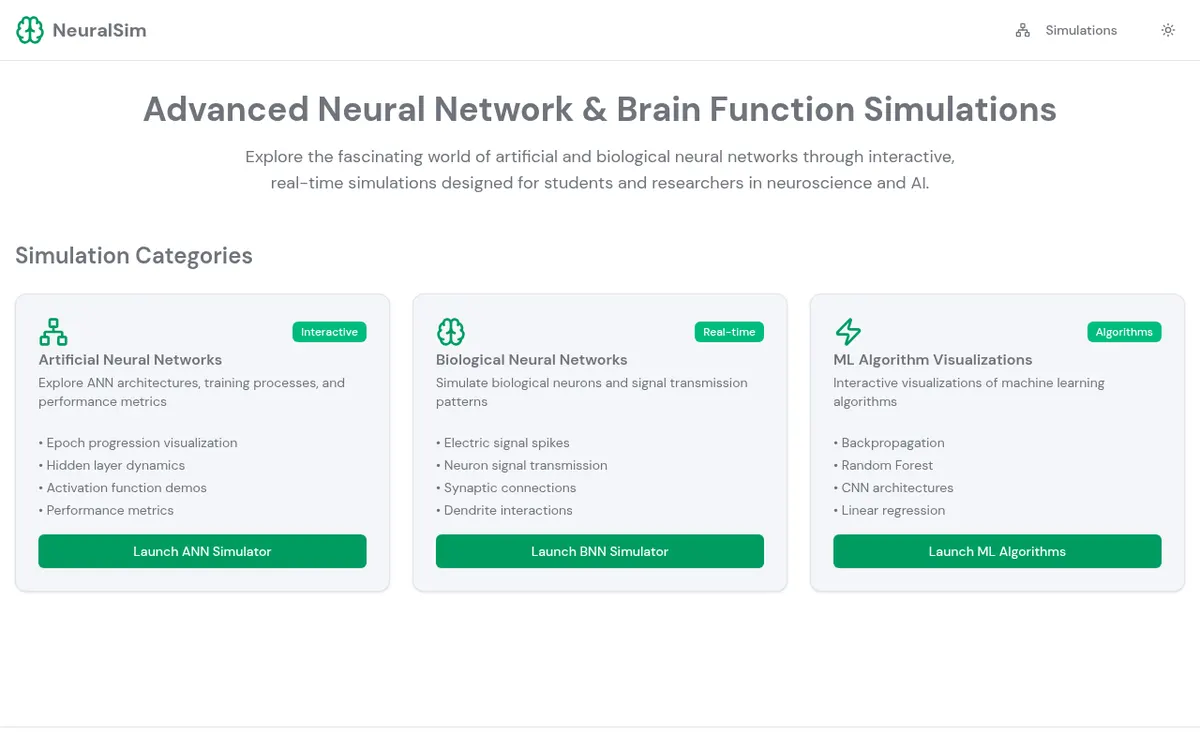 NeuralSim
Simulations
Advanced Neural Network & Brain Function Simulations
Explore the fascinating world of artificial and biological neural networks through interactive,
real-time simulations designed for students and researchers in neuroscience and AI.
Simulation Categories
Interactive
Artificial Neural Networks
Explore ANN architectures, training processes, and
performance metrics
• Epoch progression visualization
• Hidden layer dynamics
• Activation function demos
• Performance metrics
Launch ANN Simulator
Real-time
Biological Neural Networks
Simulate biological neurons and signal transmission
patterns
• Electric signal spikes
• Neuron signal transmission
• Synaptic connections
• Dendrite interactions
Launch BNN Simulator
Algorithms
ML Algorithm Visualizations
Interactive visualizations of machine learning
algorithms
• Backpropagation
• Random Forest
• CNN architectures
• Linear regression
Launch ML Algorithms